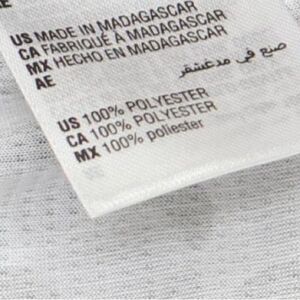 US MADE IN MADAGASCAR
CA FABRIQUÉ À MADAGASCAR
MX HECHO EN MADAGASCAR
AE صنع في مدغشقر
US 100% POLYESTER
CA 100% POLYESTER
MX 100% poliester